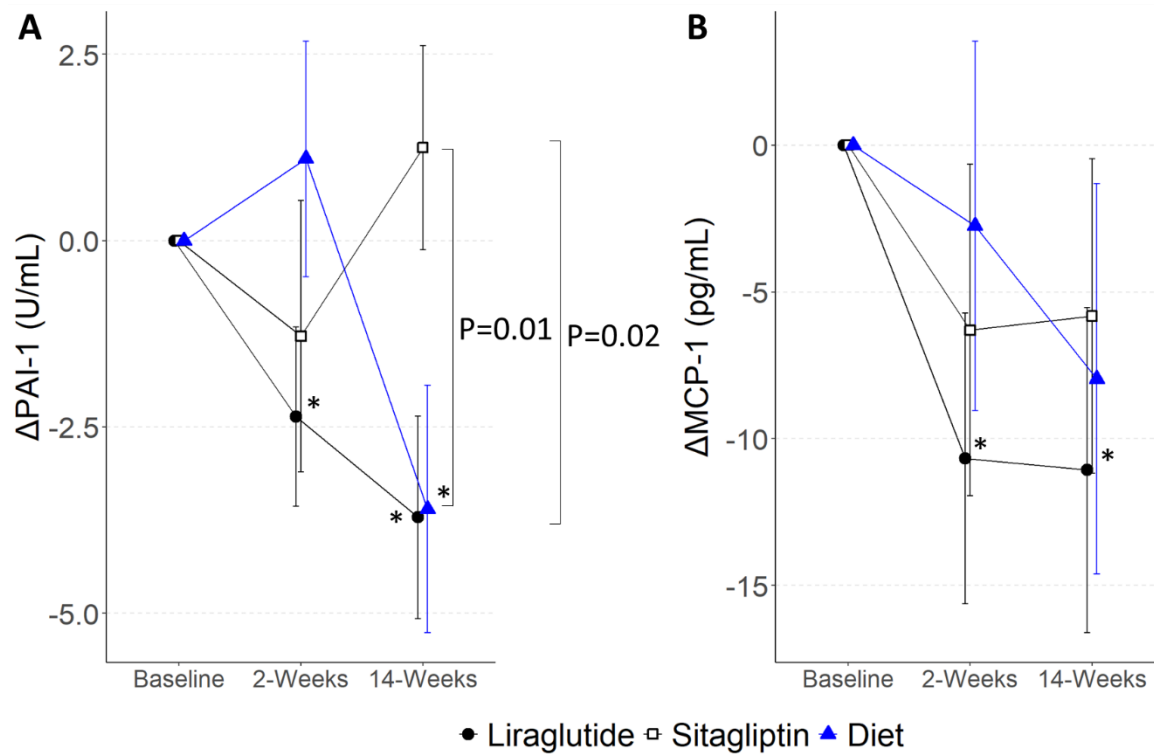 A
ΔPAI-1 (U/mL)
2.5
0.0
-2.5
-5.0
*
*
*
P=0.01
P=0.02
Baseline 2-Weeks 14-Weeks
B
ΔMCP-1 (pg/mL)
0
-5
-10
-15
*
*
Baseline 2-Weeks 14-Weeks
Liraglutide Sitagliptin Diet